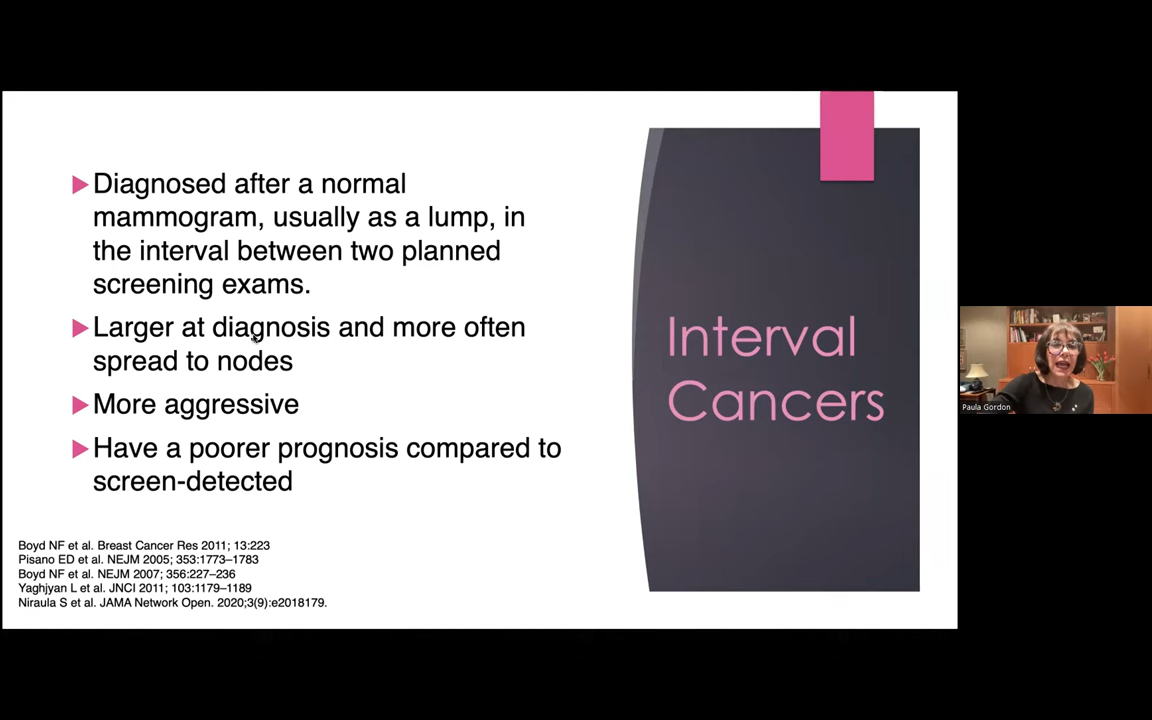 Diagnosed after a normal
mammogram, usually as a lump, in
the interval between two planned
screening exams.
Larger at diagnosis and more often
spread to nodes
More aggressive
Have a poorer prognosis compared to
screen-detected
Boyd NF et al. Breast Cancer Res 2011; 13:223
Pisano ED et al. NEJM 2005; 353:1773–1783
Boyd NF et al. NEJM 2007; 356:227–236
Yaghjyan L et al. JNCI 2011; 103:1179–1189
Niraula S et al. JAMA Network Open. 2020;3(9):e2018179.
Interval
Cancers
Paula Gordon